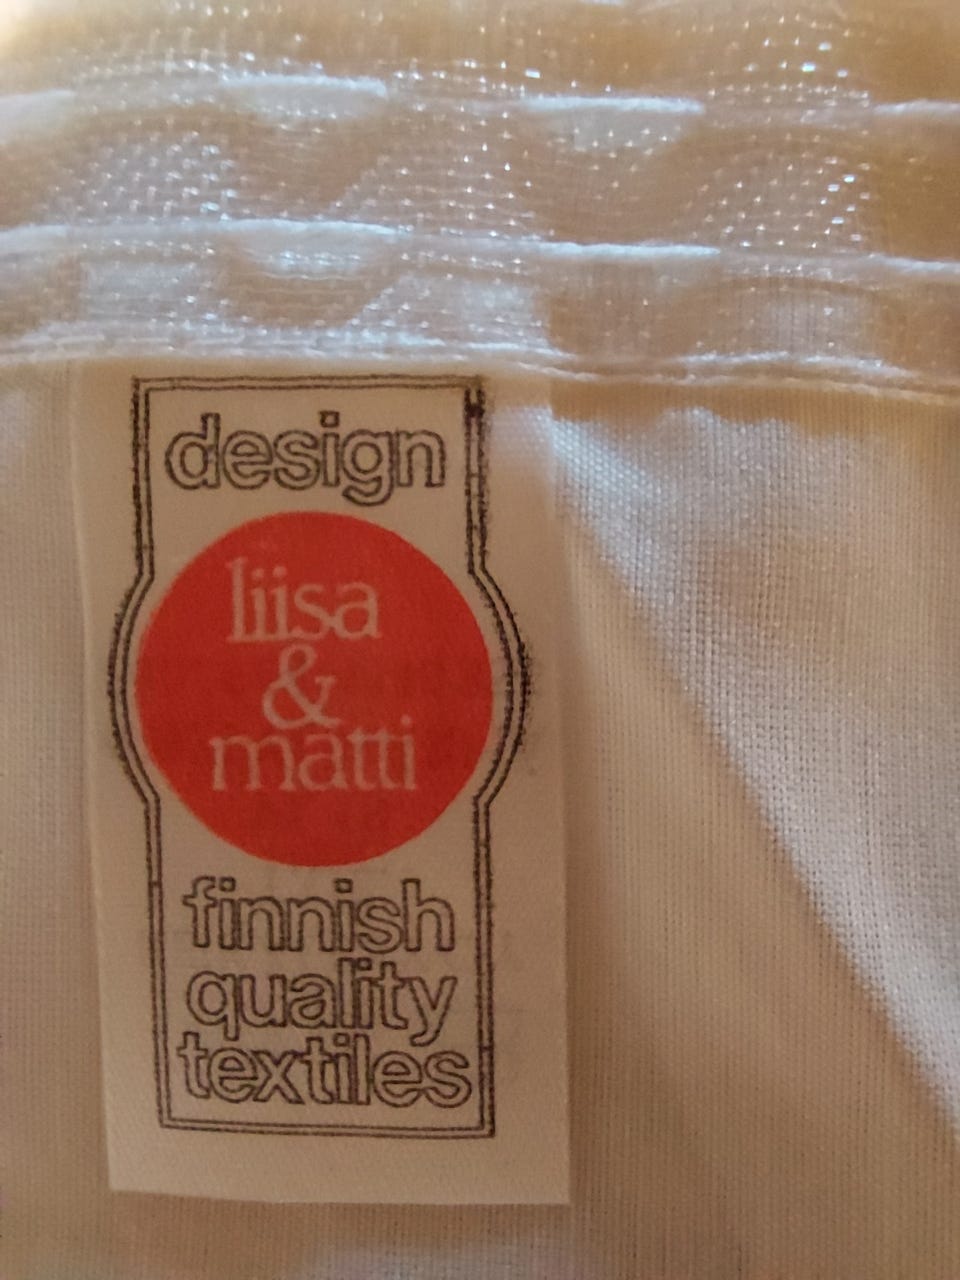 design
liisa
&
matti
finnish
quality
textiles